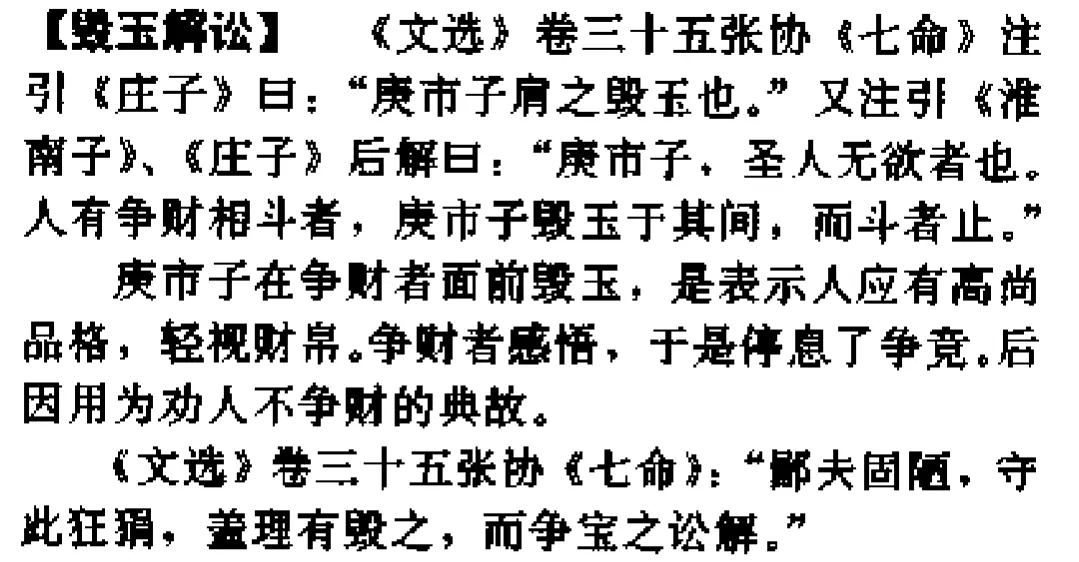 【毁玉解讼】 《文选》卷三十五张协《七命》注
引《庄子》曰：“庚市子肩之毁玉也。”又注引《淮
南子》、《庄子》后解曰：“庚市子，圣人无欲者也。
人有争财相斗者，庚市子毁玉于其间，而斗者止。”
庚市子在争财者面前毁玉，是表示人应有高尚
品格，轻视财帛。争财者感悟，于是停息了争竞。后
因用为劝人不争财的典故。
《文选》卷三十五张协《七命》：“鄙夫固陋，守
此狂狷，盖理有毁之，而争宝之讼解。”